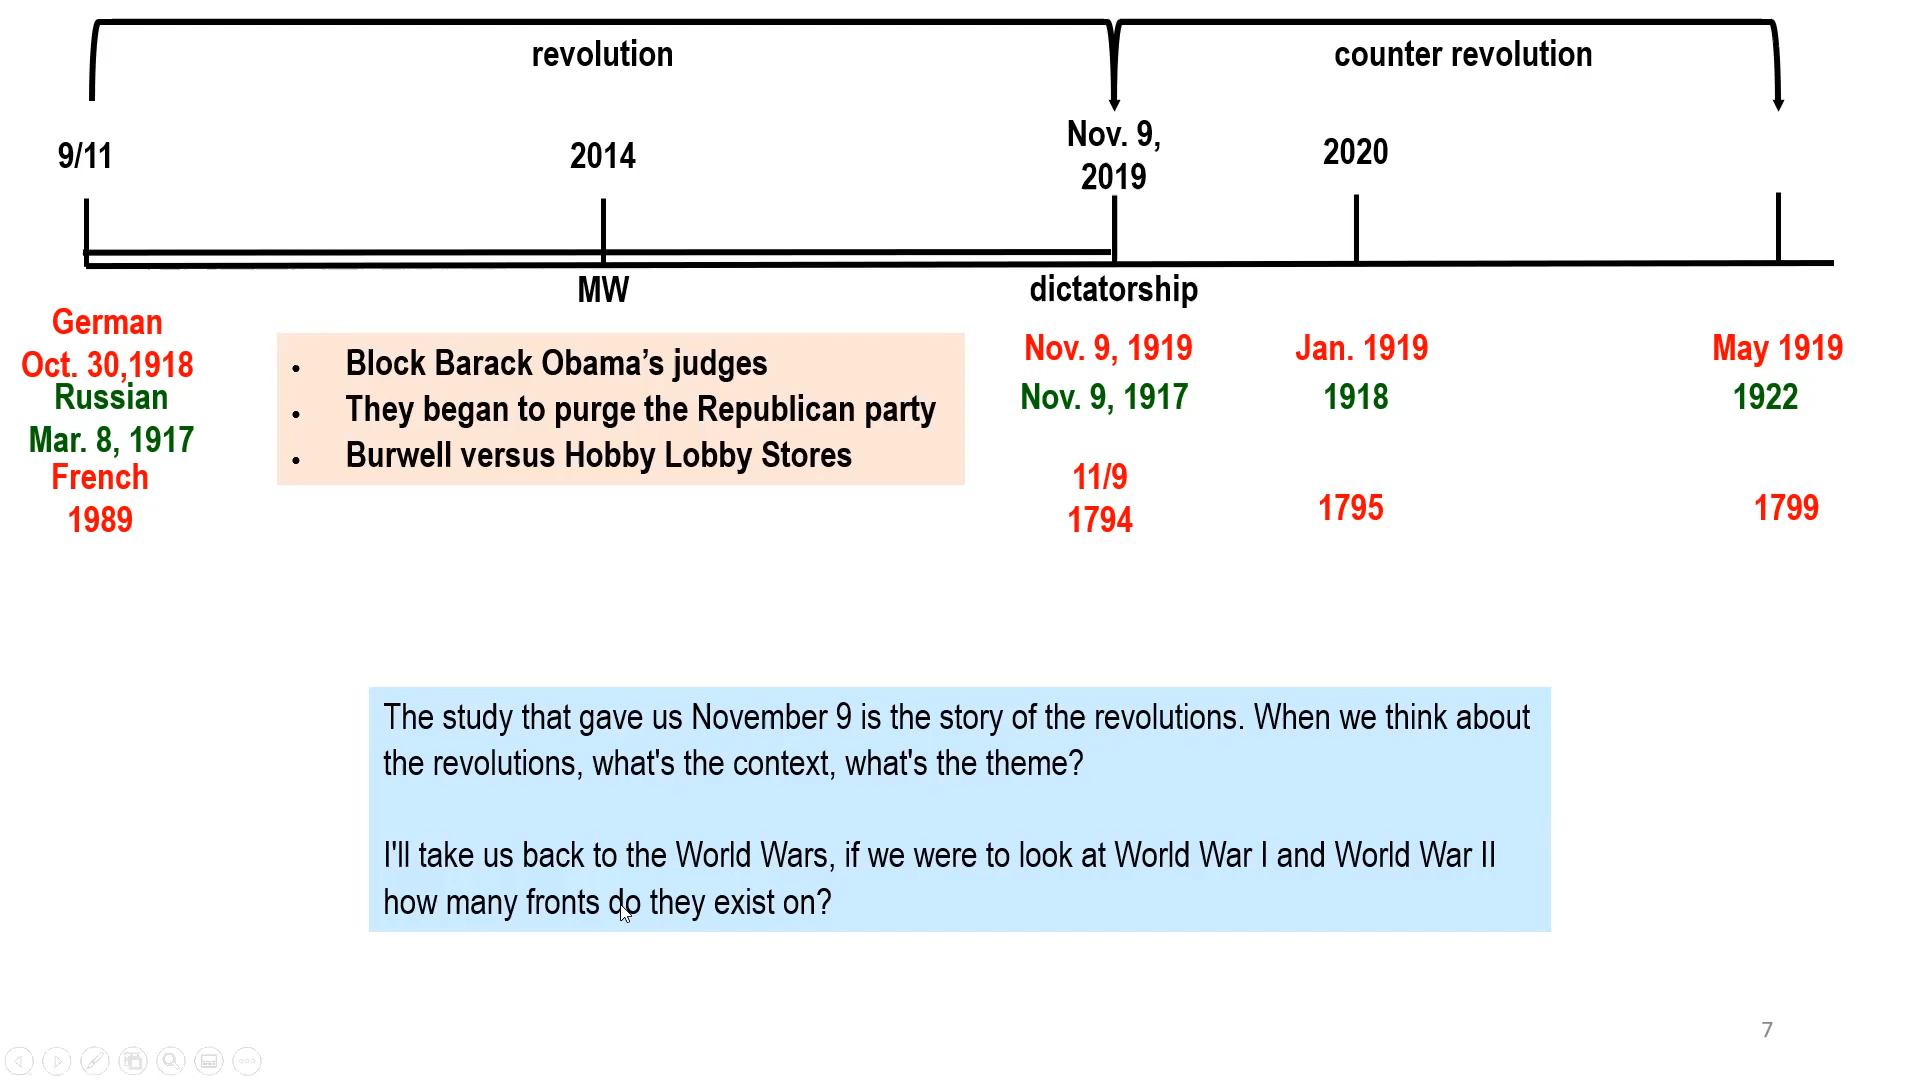 revolution
counter revolution
9/11
2014
Nov. 9,
2019
2020
MW
dictatorship
German
Oct. 30,1918
Russian
Mar. 8, 1917
French
1989
• Block Barack Obama’s judges
• They began to purge the Republican party
• Burwell versus Hobby Lobby Stores
Nov. 9, 1919
Jan. 1919
May 1919
Nov. 9, 1917
1918
1922
11/9
1794
1795
1799
The study that gave us November 9 is the story of the revolutions. When we think about
the revolutions, what's the context, what's the theme?
I'll take us back to the World Wars, if we were to look at World War I and World War II
how many fronts do they exist on?
7